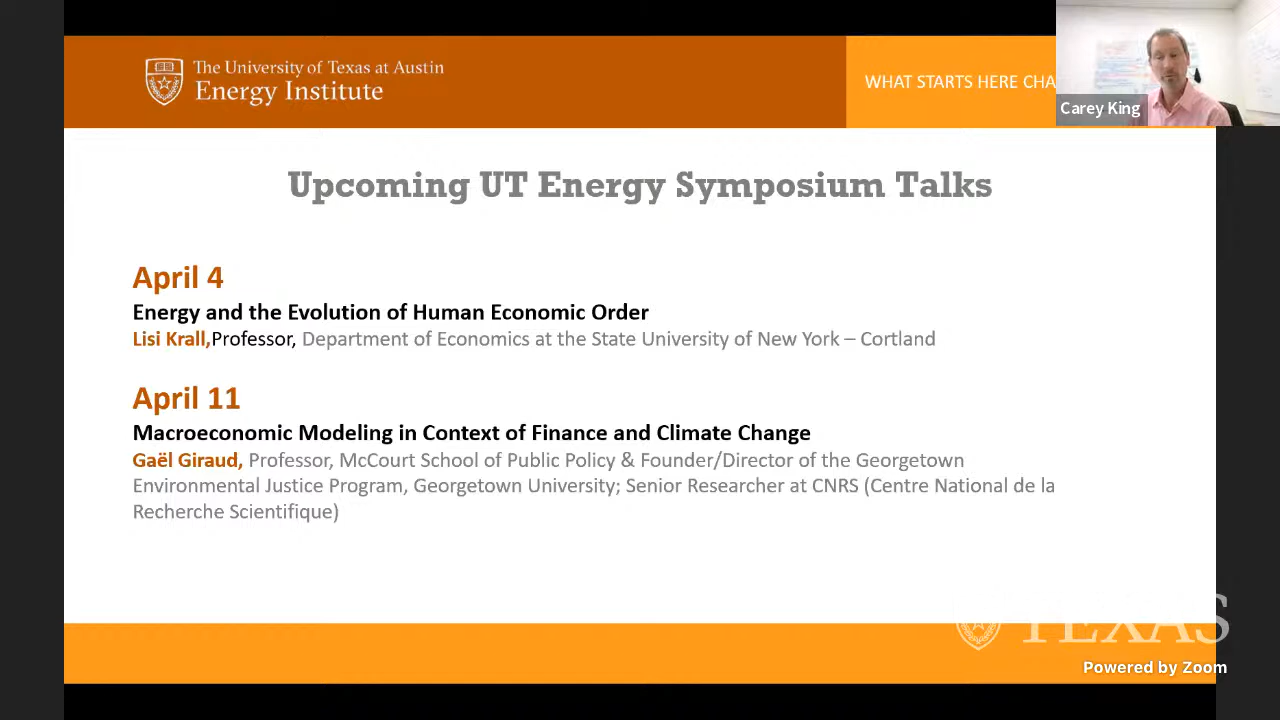 The University of Texas at Austin
Energy Institute
WHAT STARTS HERE CHA
Carey King
Upcoming UT Energy Symposium Talks
April 4
Energy and the Evolution of Human Economic Order
Lisi Krall,Professor, Department of Economics at the State University of New York – Cortland
April 11
Macroeconomic Modeling in Context of Finance and Climate Change
Gaël Giraud, Professor, McCourt School of Public Policy & Founder/Director of the Georgetown
Environmental Justice Program, Georgetown University; Senior Researcher at CNRS (Centre National de la
Recherche Scientifique)
TEXAS
Powered by Zoom